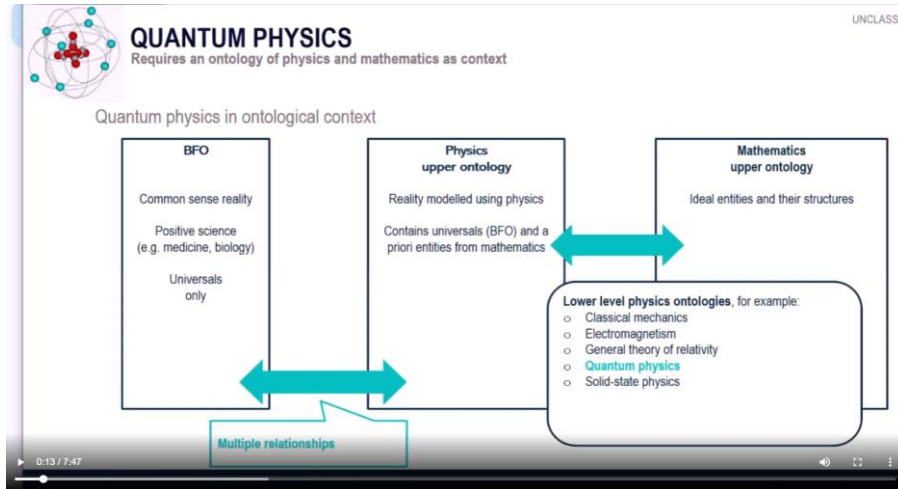 UNCLASS
QUANTUM PHYSICS
Requires an ontology of physics and mathematics as context
Quantum physics in ontological context
BFO
Common sense reality
Positive science
(e.g. medicine, biology)
Universals
only
Physics
upper ontology
Reality modelled using physics
Contains universals (BFO) and a
priori entities from mathematics
Mathematics
upper ontology
Ideal entities and their structures
Lower level physics ontologies, for example:
o Classical mechanics
o Electromagnetism
o General theory of relativity
o Quantum physics
o Solid-state physics
Multiple relationships
0:13 / 7:47